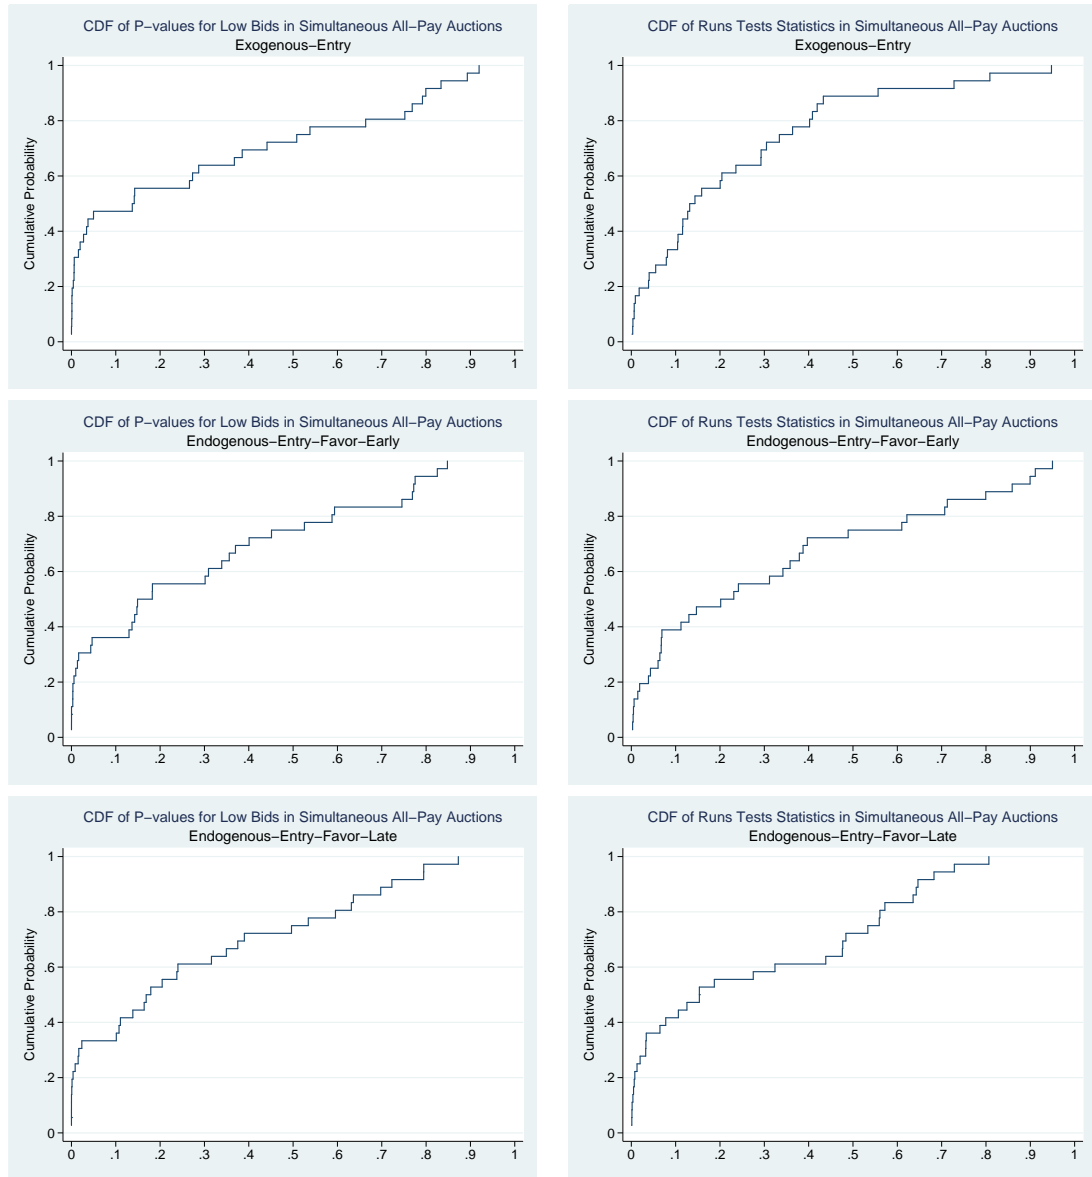 CDF of P−values for Low Bids in Simultaneous All−Pay Auctions
Exogenous−Entry
Cumulative Probability
1
.8
.6
.4
.2
0
0 .1 .2 .3 .4 .5 .6 .7 .8 .9 1
CDF of Runs Tests Statistics in Simultaneous All−Pay Auctions
Exogenous−Entry
Cumulative Probability
1
.8
.6
.4
.2
0
0 .1 .2 .3 .4 .5 .6 .7 .8 .9 1
CDF of P−values for Low Bids in Simultaneous All−Pay Auctions
Endogenous−Entry−Favor−Early
Cumulative Probability
1
.8
.6
.4
.2
0
0 .1 .2 .3 .4 .5 .6 .7 .8 .9 1
CDF of Runs Tests Statistics in Simultaneous All−Pay Auctions
Endogenous−Entry−Favor−Early
Cumulative Probability
1
.8
.6
.4
.2
0
0 .1 .2 .3 .4 .5 .6 .7 .8 .9 1
CDF of P−values for Low Bids in Simultaneous All−Pay Auctions
Endogenous−Entry−Favor−Late
Cumulative Probability
1
.8
.6
.4
.2
0
0 .1 .2 .3 .4 .5 .6 .7 .8 .9 1
CDF of Runs Tests Statistics in Simultaneous All−Pay Auctions
Endogenous−Entry−Favor−Late
Cumulative Probability
1
.8
.6
.4
.2
0
0 .1 .2 .3 .4 .5 .6 .7 .8 .9 1